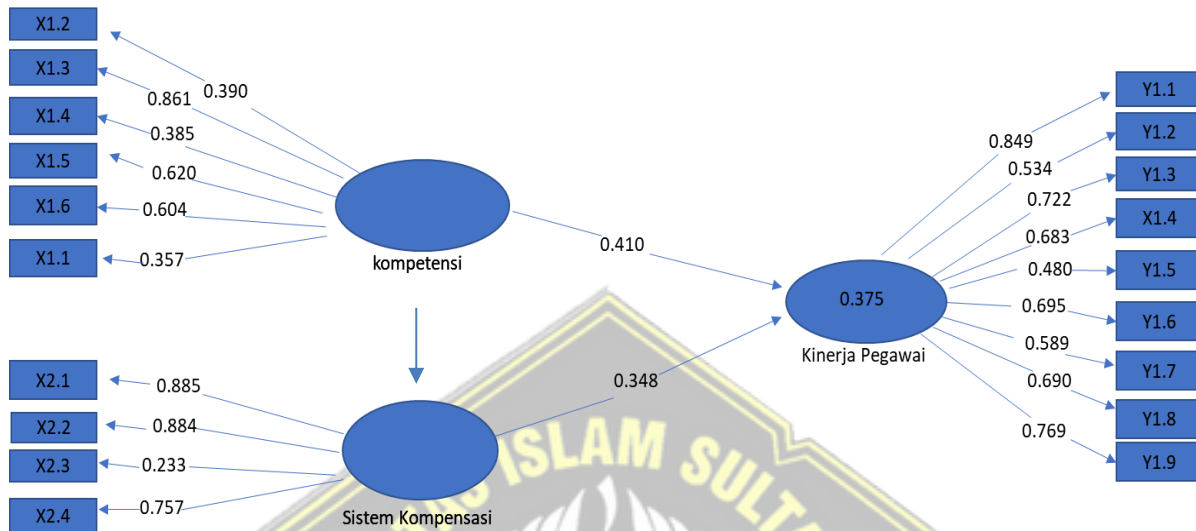 X1.2
X1.3
X1.4
X1.5
X1.6
X1.1
0.390
0.861
0.385
0.620
0.604
0.357
kompetensi
0.410
X2.1
X2.2
X2.3
X2.4
0.885
0.884
0.233
0.757
Sistem Kompensasi
0.348
0.375
Kinerja Pegawai
0.849
0.534
0.722
0.683
0.480
0.695
0.589
0.690
0.769
Y1.1
Y1.2
Y1.3
X1.4
Y1.5
Y1.6
Y1.7
Y1.8
Y1.9
ISLAM